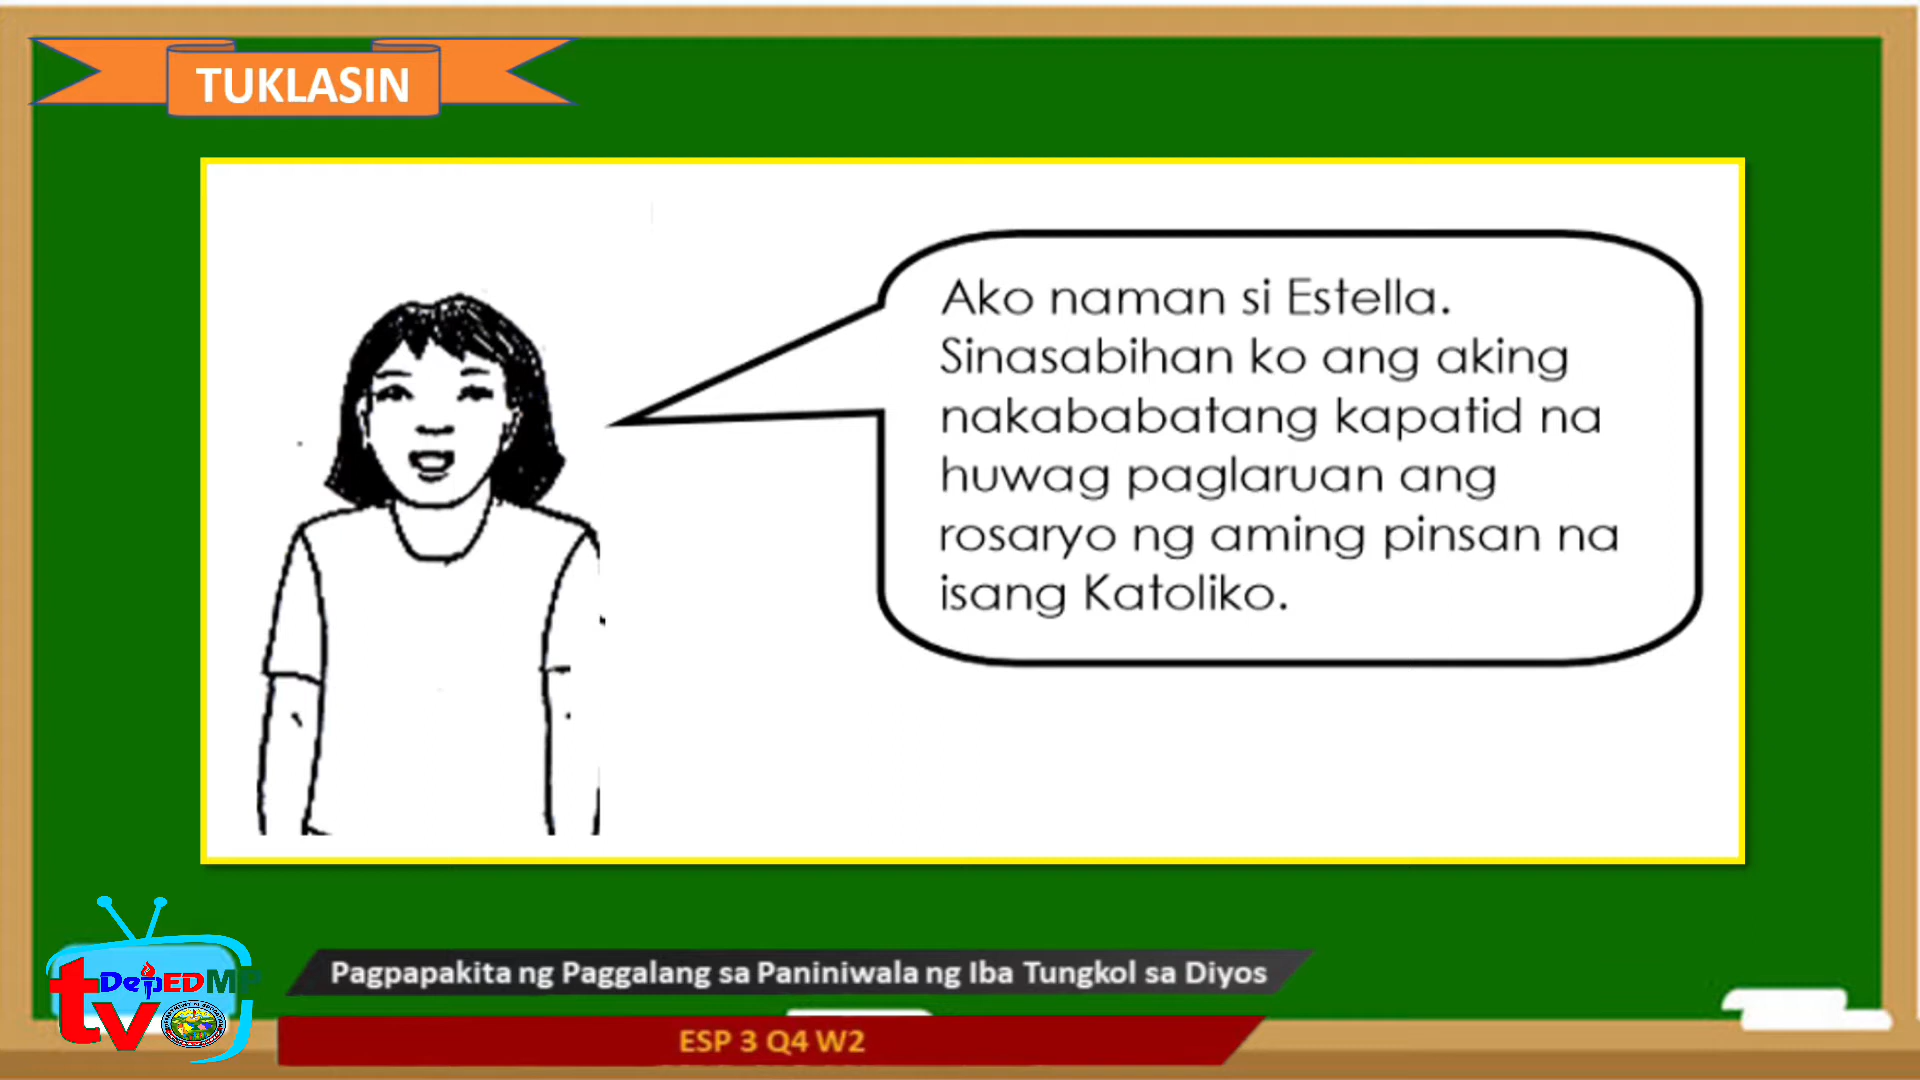 TUKLASIN
Ako naman si Estella.
Sinasabihan ko ang aking
nakababatang kapatid na
huwag paglaruan ang
rosaryo ng aming pinsan na
isang Katoliko.
DepEDMP
tv
Pagpapakita ng Paggalang sa Paniniwala ng Iba Tungkol sa Diyos
ESP 3 Q4 W2